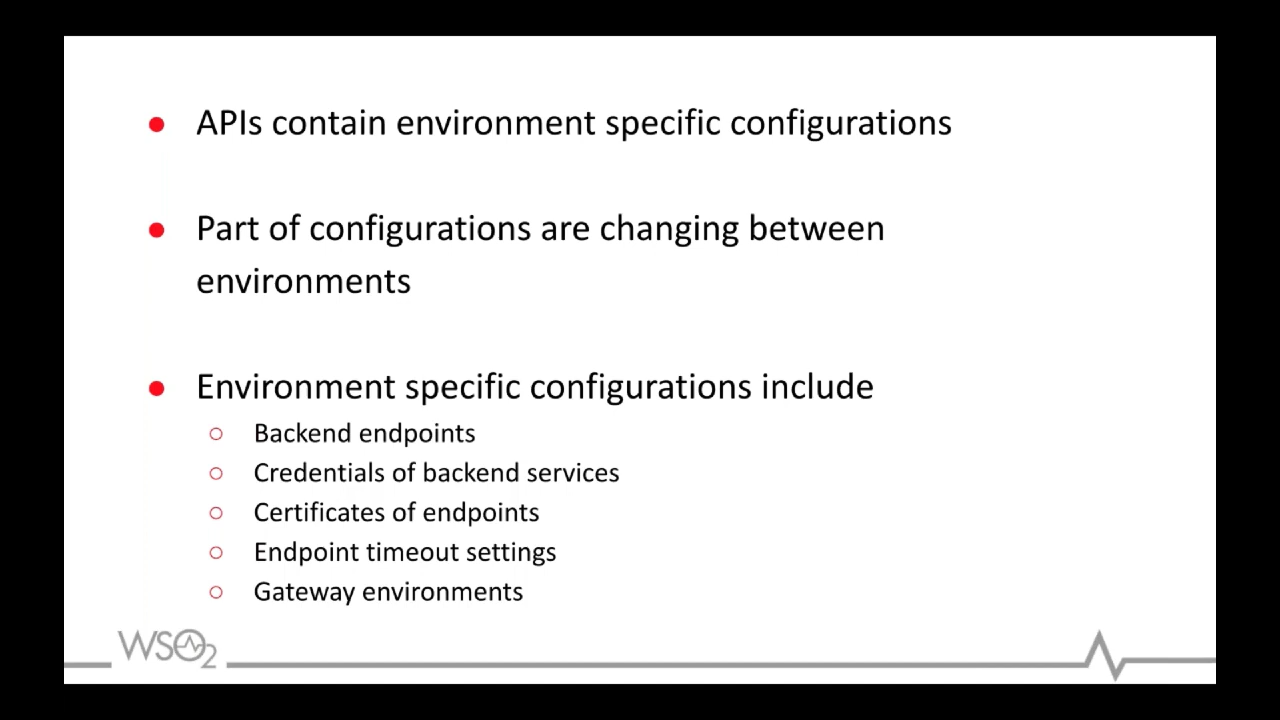 ● APIs contain environment specific configurations
● Part of configurations are changing between
environments
● Environment specific configurations include
○ Backend endpoints
○ Credentials of backend services
○ Certificates of endpoints
○ Endpoint timeout settings
○ Gateway environments
WSO2